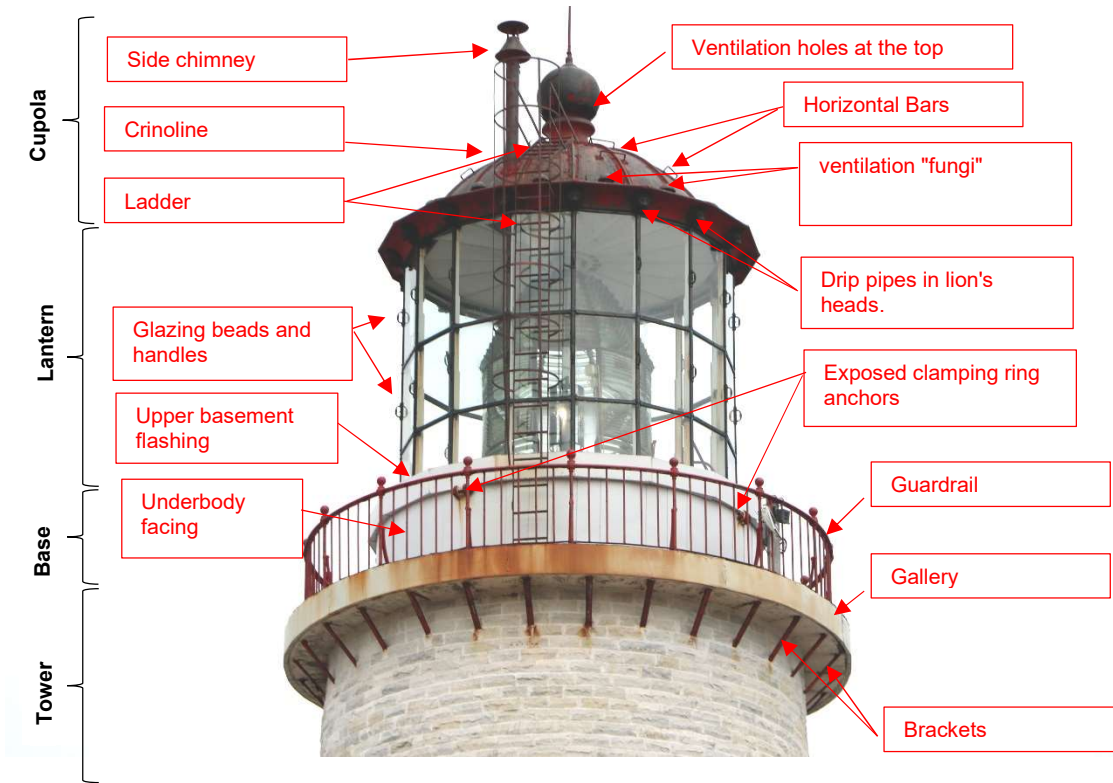 Cupola
Lantern
Base
Tower
Side chimney
Crinoline
Ladder
Glazing beads and
handles
Upper basement
flashing
Underbody
facing
Ventilation holes at the top
Horizontal Bars
ventilation "fungi"
Drip pipes in lion's
heads.
Exposed clamping ring
anchors
Guardrail
Gallery
Brackets